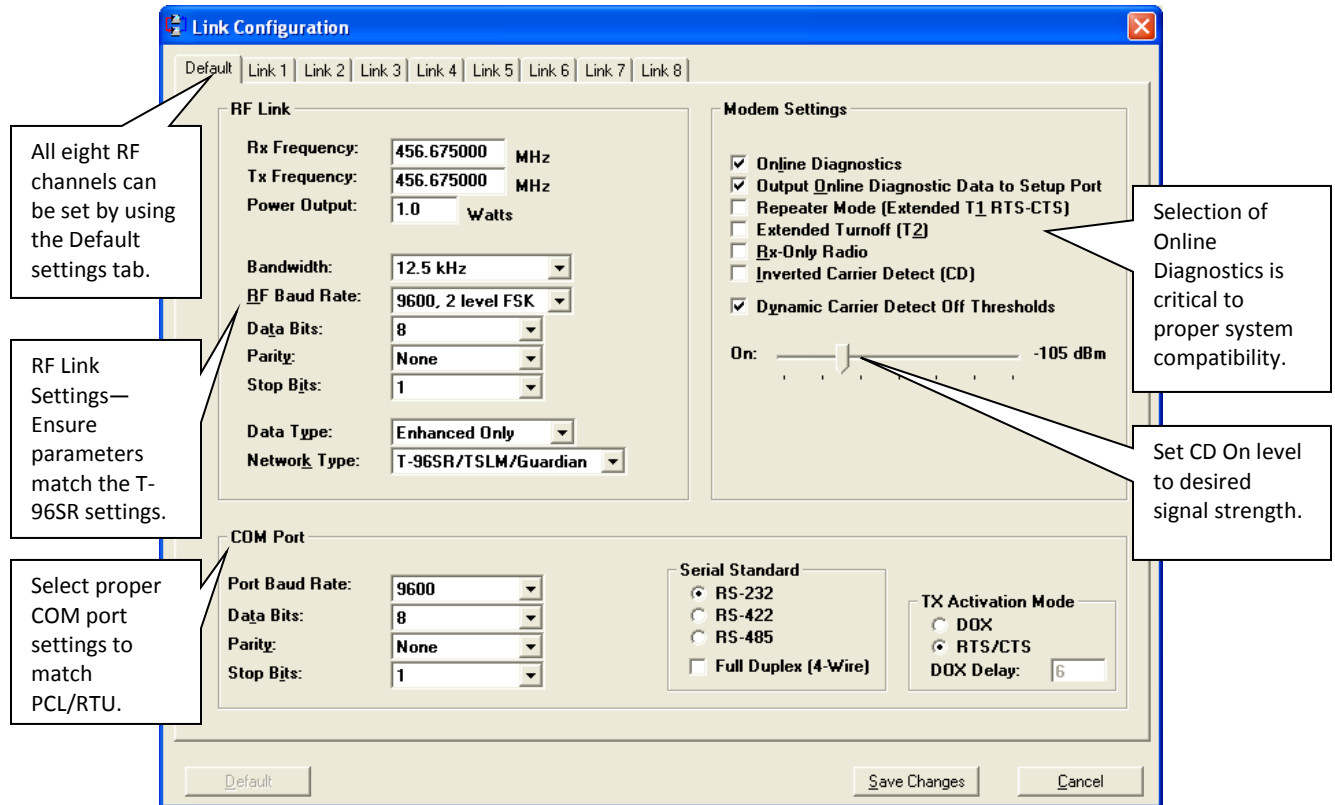 Link Configuration
Default
Link 1
Link 2
Link 3
Link 4
Link 5
Link 6
Link 7
Link 8
All eight RF
channels can
be set by using
the Default
settings tab.
RF Link
Settings—
Ensure
parameters
match the T-
96SR settings.
Select proper
COM port
settings to
match
PCL/RTU.
RF Link
Rx Frequency: 456.675000 MHz
Tx Frequency: 456.675000 MHz
Power Output: 1.0 Watts
Bandwidth: 12.5 kHz
RF Baud Rate: 9600, 2 level FSK
Data Bits: 8
Parity: None
Stop Bits: 1
Data Type: Enhanced Only
Network Type: T-96SR/TSLM/Guardian
Modem Settings
Online Diagnostics
Output Online Diagnostic Data to Setup Port
Repeater Mode (Extended T1 RTS-CTS)
Extended Turnoff (T2)
Rx-Only Radio
Inverted Carrier Detect (CD)
Dynamic Carrier Detect Off Thresholds
On: -105 dBm
Selection of
Online
Diagnostics is
critical to
proper system
compatibility.
Set CD On level
to desired
signal strength.
COM Port
Port Baud Rate: 9600
Data Bits: 8
Parity: None
Stop Bits: 1
Serial Standard
RS-232
RS-422
RS-485
Full Duplex (4-Wire)
TX Activation Mode
DOX
RTS/CTS
DOX Delay: 6
Default
Save Changes
Cancel